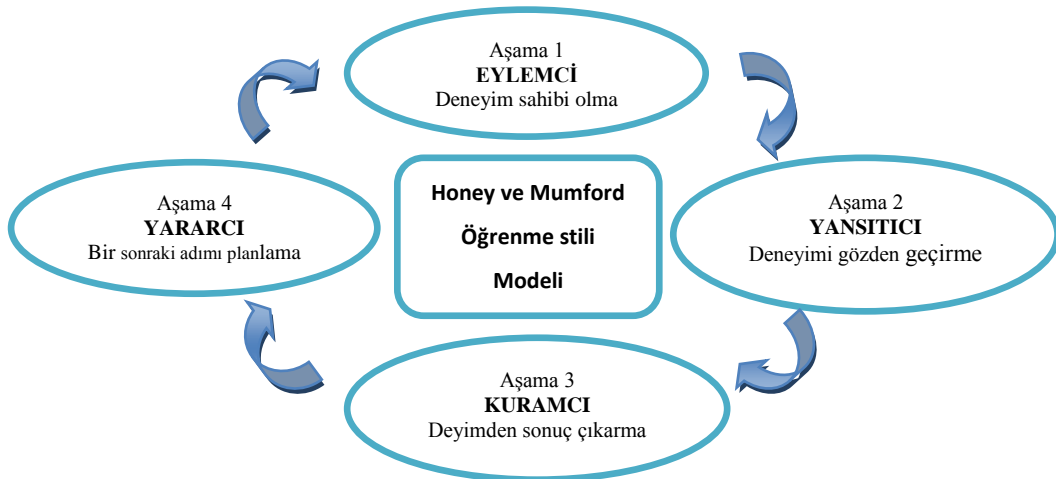 Aşama 1
EYLEMCİ
Deneyim sahibi olma
Aşama 4
YARARCI
Bir sonraki adımı planlama
Honey ve Mumford
Öğrenme stili
Modeli
Aşama 2
YANSITICI
Deneyimi gözden geçirme
Aşama 3
KURAMCI
Deyimden sonuç çıkarma